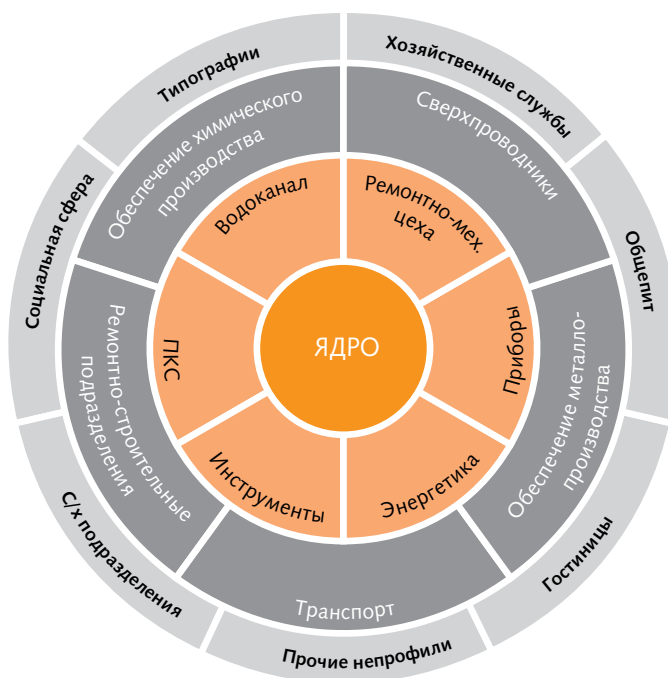 Типографии
Хозяйственные службы
Общепит
Гостиницы
Прочие непрофили
С/х подразделения
Социальная сфера
Обеспечение химического
производства
Сверхпроводники
Обеспечение металло-
производства
Транспорт
Ремонтно-строительные
подразделения
Водоканал
Ремонтно-мех.
цеха
Приборы
Энергетика
Инструменты
ПКС
ЯДРО